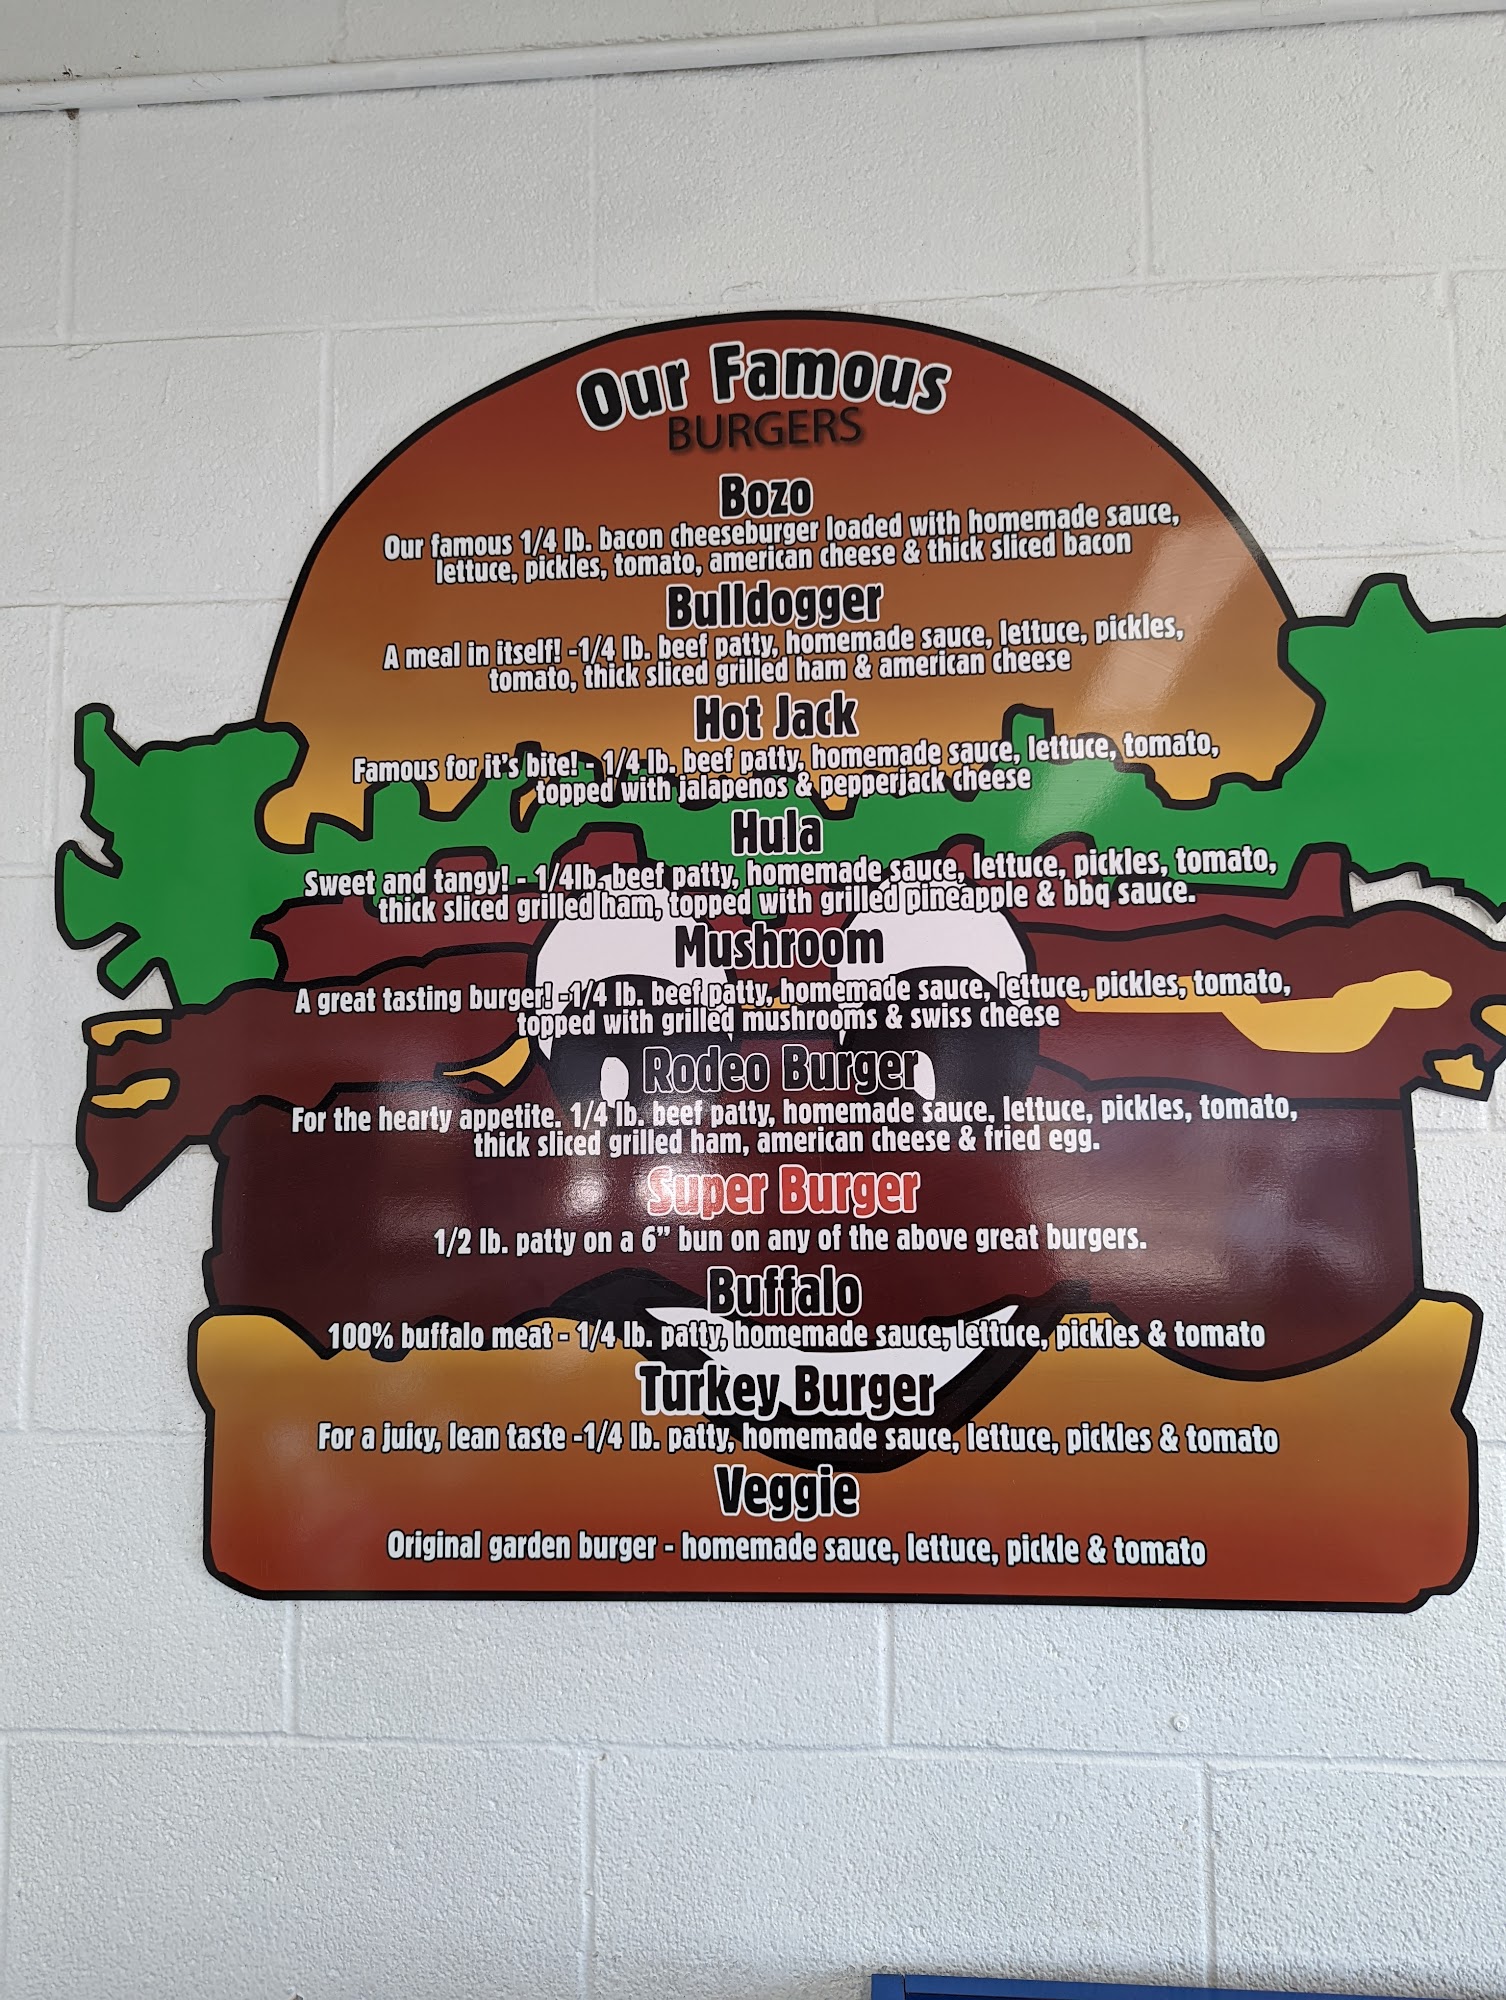 Our Famous
BURGERS
Bozo
Our famous 1/4 lb. bacon cheeseburger loaded with homemade sauce,
lettuce, pickles, tomato, american cheese & thick sliced bacon
Bulldogger
A meal in itself! -1/4 lb. beef patty, homemade sauce, lettuce, pickles,
tomato, thick sliced grilled ham & american cheese
Hot Jack
Famous for it's bite! - 1/4 lb. beef patty, homemade sauce, lettuce, tomato,
topped with jalapenos & pepperjack cheese
Hula
Sweet and tangy! - 1/4lb. beef patty, homemade sauce, lettuce, pickles, tomato,
thick sliced grilled ham, topped with grilled pineapple & bbq sauce.
Mushroom
A great tasting burger! -1/4 lb. beef patty, homemade sauce, lettuce, pickles, tomato,
topped with grilled mushrooms & swiss cheese
Rodeo Burger
For the hearty appetite. 1/4 lb. beef patty, homemade sauce, lettuce, pickles, tomato,
thick sliced grilled ham, american cheese & fried egg.
Super Burger
1/2 lb. patty on a 6” bun on any of the above great burgers.
Buffalo
100% buffalo meat - 1/4 lb. patty, homemade sauce, lettuce, pickles & tomato
Turkey Burger
For a juicy, lean taste -1/4 lb. patty, homemade sauce, lettuce, pickles & tomato
Veggie
Original garden burger - homemade sauce, lettuce, pickle & tomato